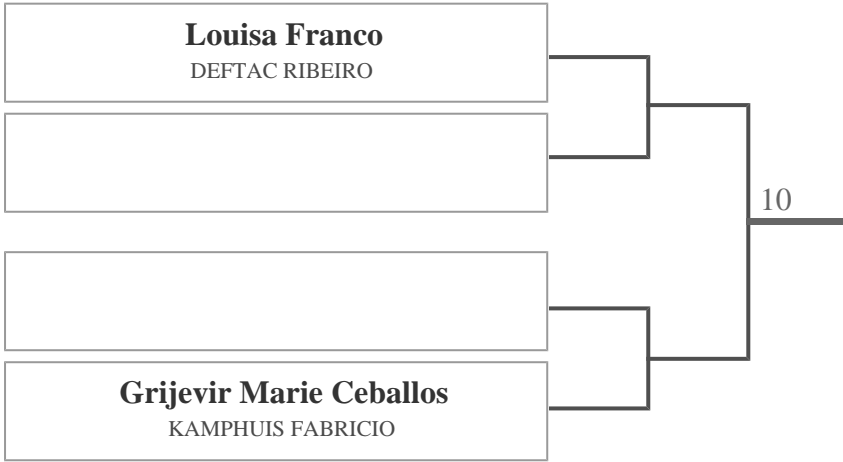 Louisa Franco
DEFTAC RIBEIRO
10
Grijevir Marie Ceballos
KAMPHUIS FABRICIO